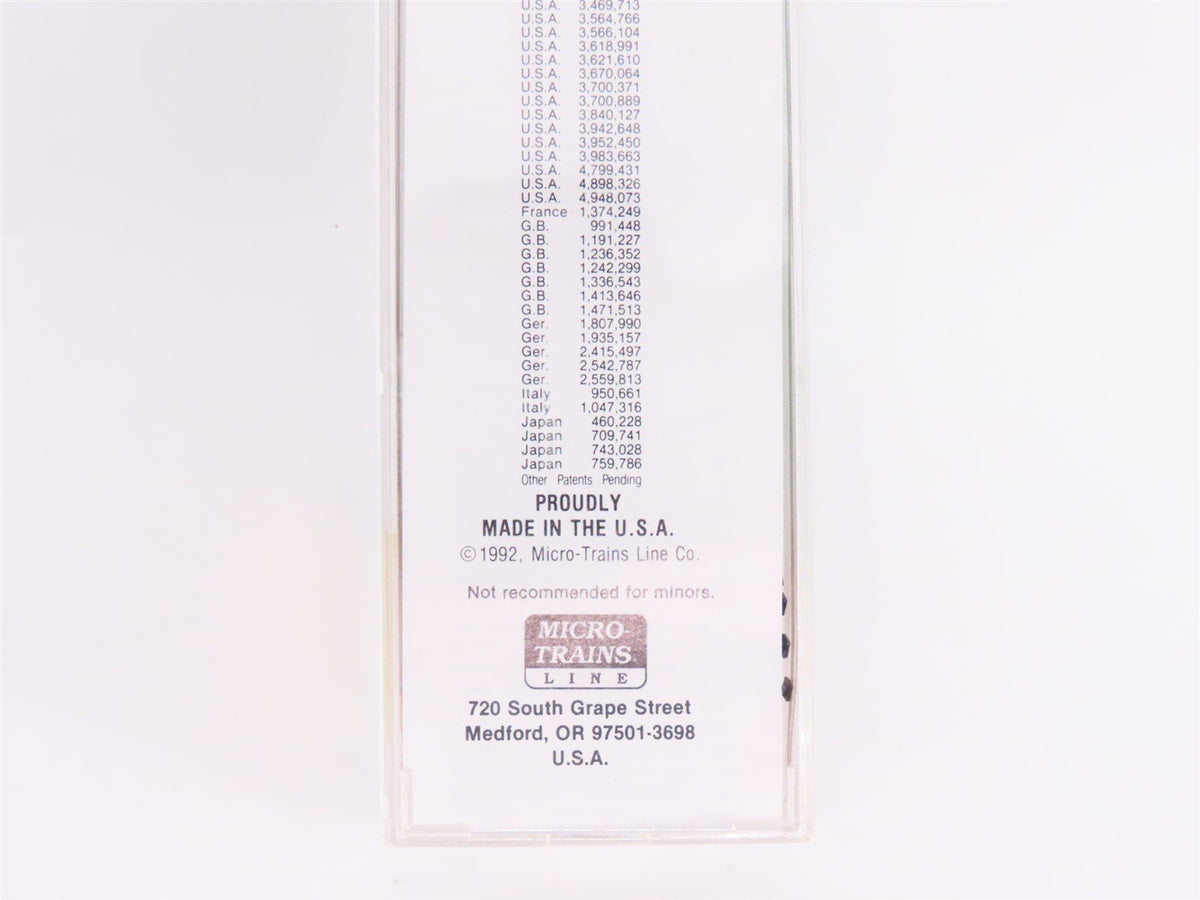 U.S.A. 3,469,713
U.S.A. 3,564,766
U.S.A. 3,566,104
U.S.A. 3,618,991
U.S.A. 3,621,610
U.S.A. 3,670,064
U.S.A. 3,700,371
U.S.A. 3,700,889
U.S.A. 3,840,127
U.S.A. 3,942,648
U.S.A. 3,952,450
U.S.A. 3,983,663
U.S.A. 4,799,431
U.S.A. 4,898,326
U.S.A. 4,948,073
France 1,374,249
G.B. 991,448
G.B. 1,191,227
G.B. 1,236,352
G.B. 1,242,299
G.B. 1,336,543
G.B. 1,413,646
G.B. 1,471,513
Ger. 1,807,990
Ger. 1,935,157
Ger. 2,415,497
Ger. 2,542,787
Ger. 2,559,813
Italy 950,661
Italy 1,047,316
Japan 460,228
Japan 709,741
Japan 743,028
Japan 759,786
Other Patents Pending
PROUDLY
MADE IN THE U.S.A.
©1992, Micro-Trains Line Co.
Not recommended for minors.
MICRO-
TRAINS
LINE
720 South Grape Street
Medford, OR 97501-3698
U.S.A.